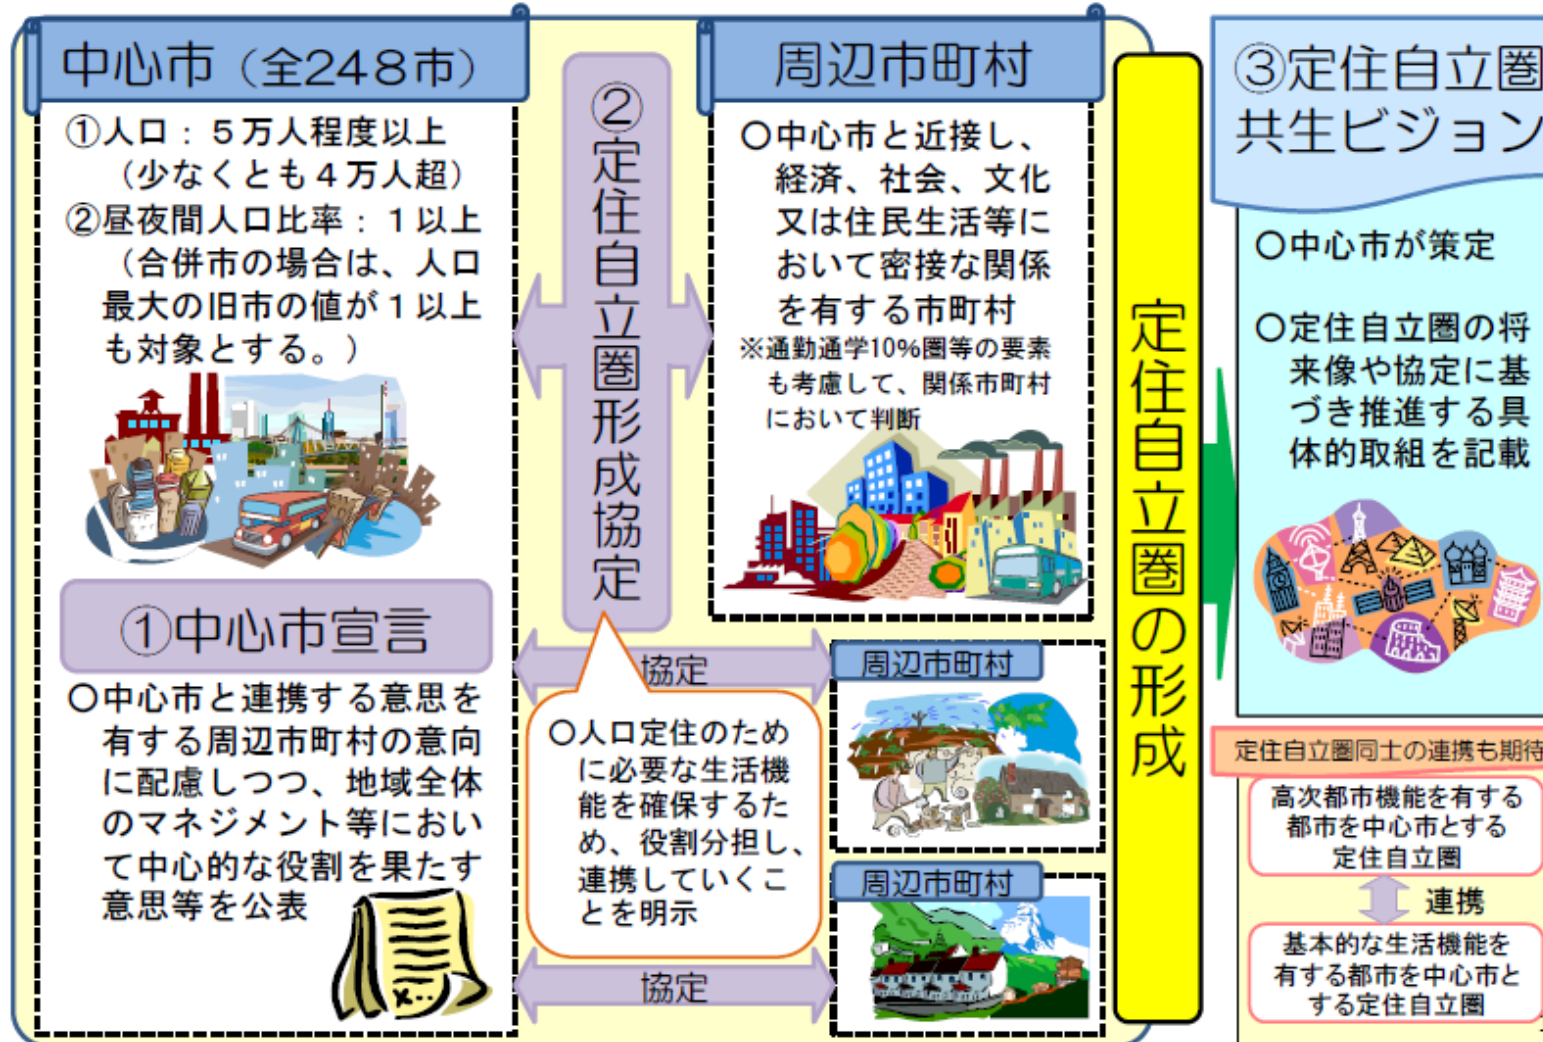 中心市（全248市）
①人口：５万人程度以上
（少なくとも４万人超）
②昼夜間人口比率：１以上
（合併市の場合は、人口
最大の旧市の値が１以上
も対象とする。）
①中心市宣言
〇中心市と連携する意思を
有する周辺市町村の意向
に配慮しつつ、地域全体
のマネジメント等におい
て中心的な役割を果たす
意思等を公表
②定住自立圏形成協定
協定
〇人口定住のため
に必要な生活機
能を確保するた
め、役割分担し、
連携していくこ
とを明示
協定
周辺市町村
〇中心市と近接し、
経済、社会、文化
又は住民生活等に
おいて密接な関係
を有する市町村
※通勤通学10%圏等の要素
も考慮して、関係市町村
において判断
周辺市町村
周辺市町村
定住自立圏の形成
③定住自立圏
共生ビジョン
〇中心市が策定
〇定住自立圏の将
来像や協定に基
づき推進する具
体的取組を記載
定住自立圏同士の連携も期待
高次都市機能を有する
都市を中心市とする
定住自立圏
連携
基本的な生活機能を
有する都市を中心市と
する定住自立圏